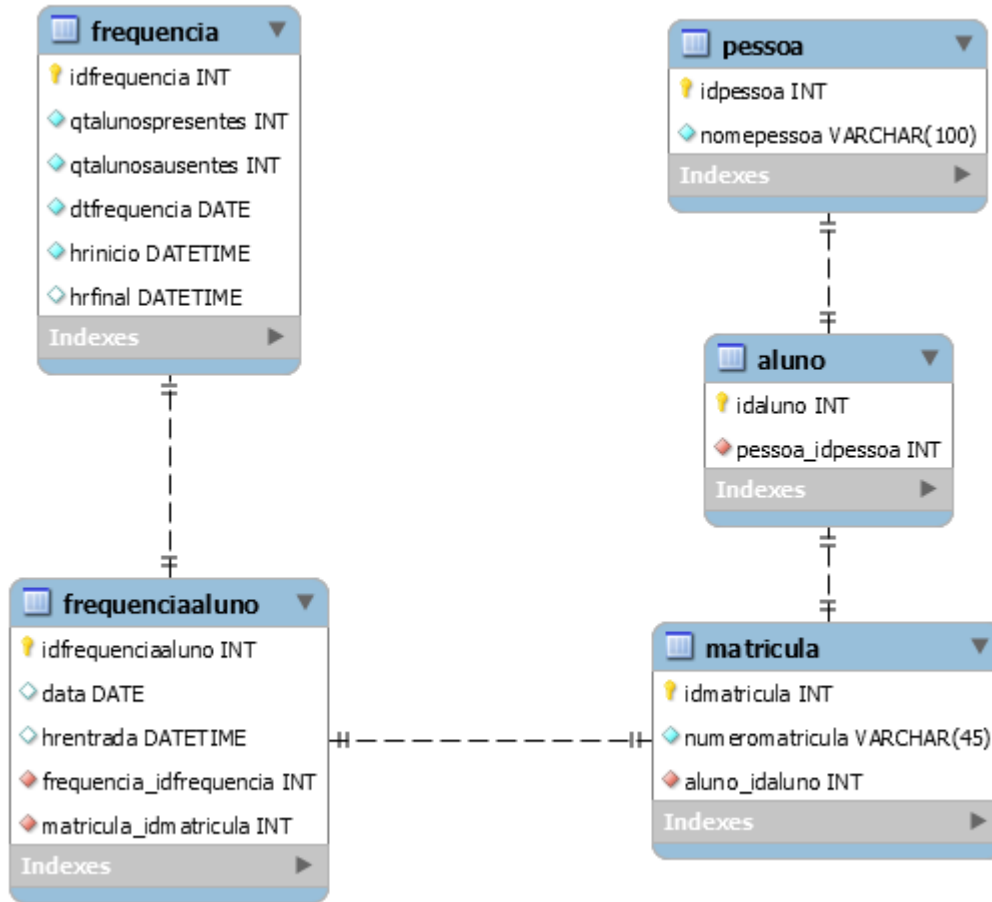 frequencia
idfrequencia INT
qtalunospresentes INT
qtalunosausentes INT
dtfrequencia DATE
hrinicio DATETIME
hrfinal DATETIME
Indexes
pessoa
idpessoa INT
nomepessoa VARCHAR(100)
Indexes
aluno
idaluno INT
pessoa_idpessoa INT
Indexes
frequenciaaluno
idfrequenciaaluno INT
data DATE
hrentrada DATETIME
frequencia_idfrequencia INT
matricula_idmatricula INT
Indexes
matricula
idmatricula INT
numeromatricula VARCHAR(45)
aluno_idaluno INT
Indexes